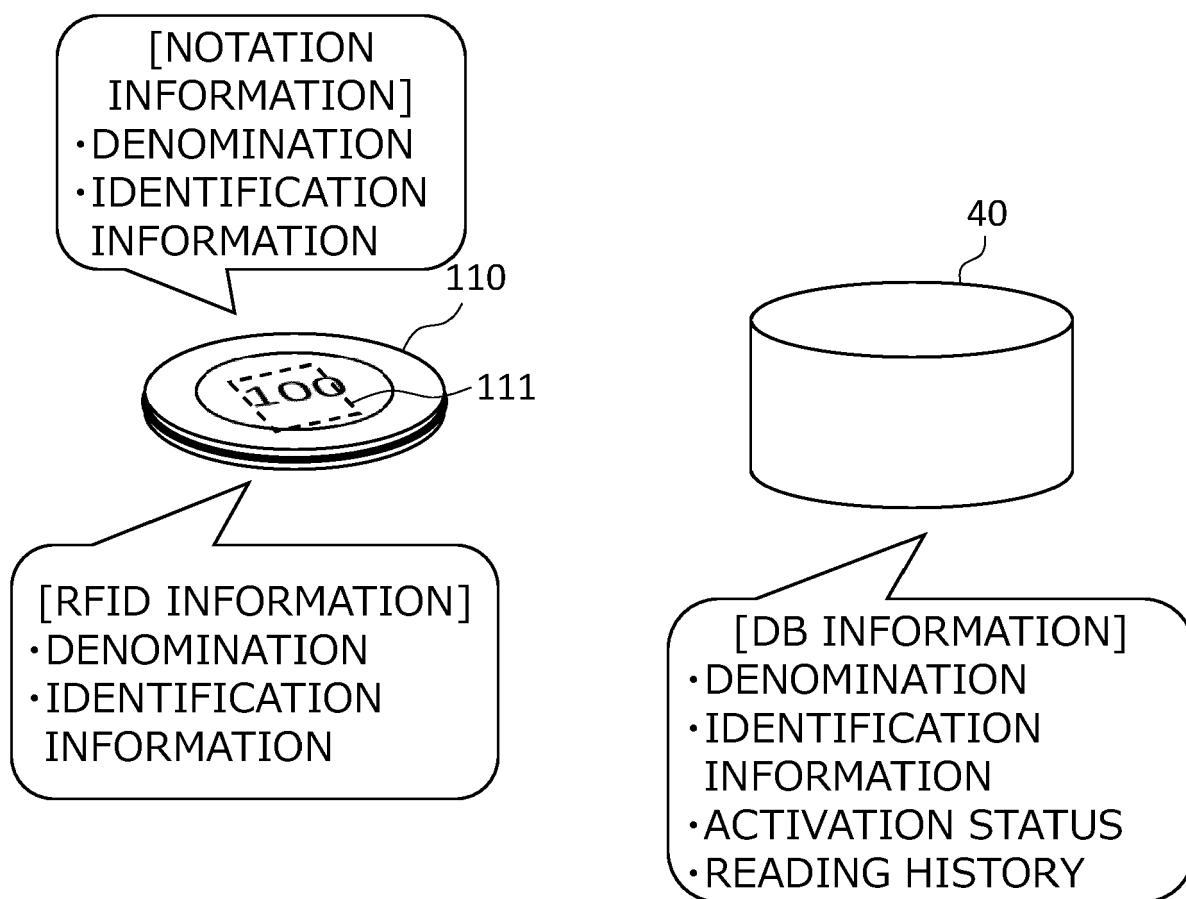 [NOTATION
INFORMATION]
・DENOMINATION
・IDENTIFICATION
INFORMATION
110
100
111
[RFID INFORMATION]
・DENOMINATION
・IDENTIFICATION
INFORMATION
40
[DB INFORMATION]
・DENOMINATION
・IDENTIFICATION
INFORMATION
・ACTIVATION STATUS
・READING HISTORY